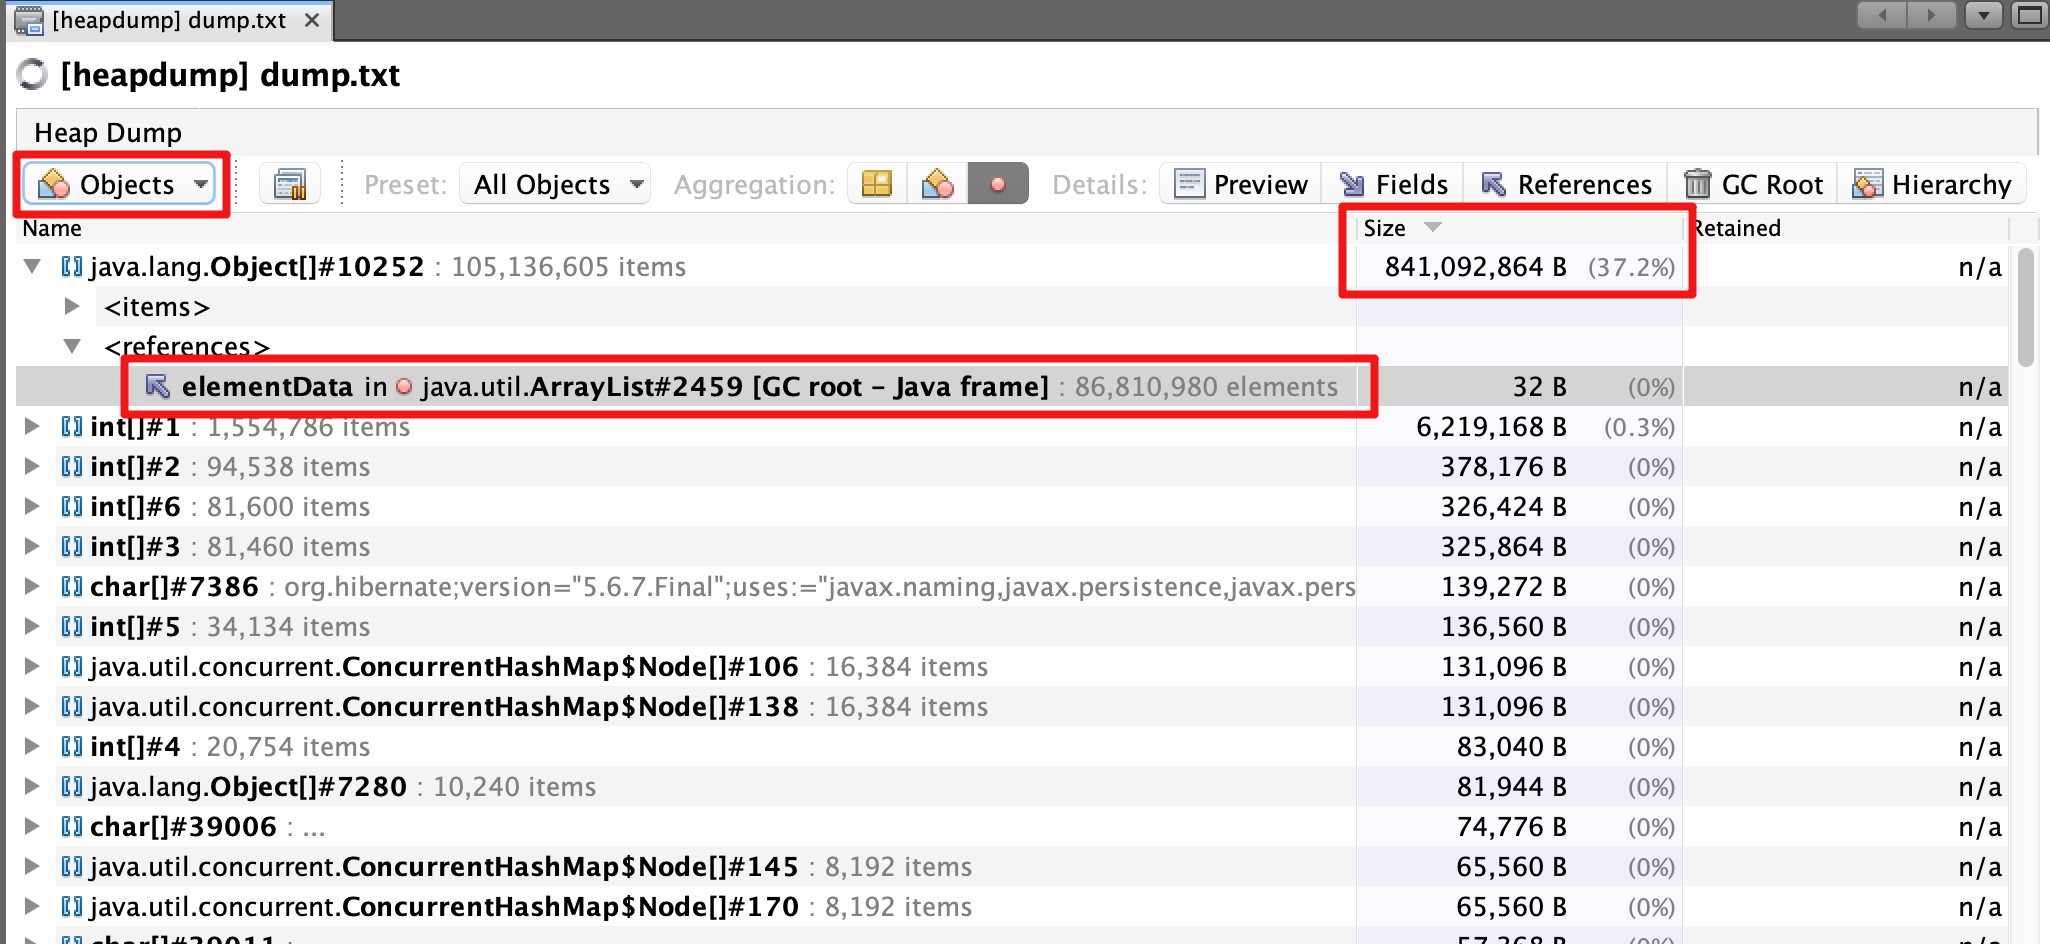 [heapdump] dump.txt ×
[heapdump] dump.txt
Heap Dump
Objects Preset: All Objects Aggregation: Details: Preview Fields References GC Root Hierarchy
Name Size Retained
java.lang.Object[]#10252 : 105,136,605 items 841,092,864 B (37.2%) n/a
<items>
<references>
elementData in java.util.ArrayList#2459 [GC root - Java frame] : 86,810,980 elements 32 B (0%) n/a
int[]#1 : 1,554,786 items 6,219,168 B (0.3%) n/a
int[]#2 : 94,538 items 378,176 B (0%) n/a
int[]#6 : 81,600 items 326,424 B (0%) n/a
int[]#3 : 81,460 items 325,864 B (0%) n/a
char[]#7386 : org.hibernate;version="5.6.7.Final";uses:="javax.naming,javax.persistence,javax.pers 139,272 B (0%) n/a
int[]#5 : 34,134 items 136,560 B (0%) n/a
java.util.concurrent.ConcurrentHashMap$Node[]#106 : 16,384 items 131,096 B (0%) n/a
java.util.concurrent.ConcurrentHashMap$Node[]#138 : 16,384 items 131,096 B (0%) n/a
int[]#4 : 20,754 items 83,040 B (0%) n/a
java.lang.Object[]#7280 : 10,240 items 81,944 B (0%) n/a
char[]#39006 : ... 74,776 B (0%) n/a
java.util.concurrent.ConcurrentHashMap$Node[]#145 : 8,192 items 65,560 B (0%) n/a
java.util.concurrent.ConcurrentHashMap$Node[]#170 : 8,192 items 65,560 B (0%) n/a